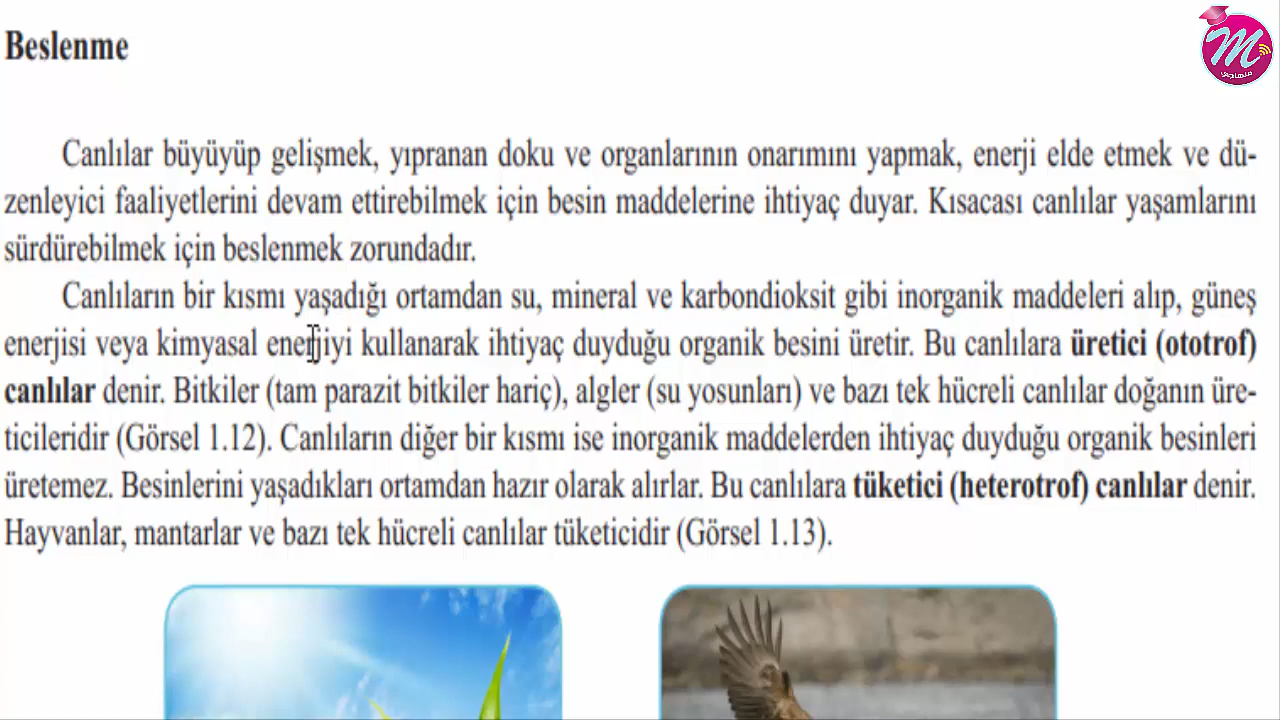 Beslenme
Canlılar büyüyüp gelişmek, yıpranan doku ve organlarının onarımını yapmak, enerji elde etmek ve dü-
zenleyici faaliyetlerini devam ettirebilmek için besin maddelerine ihtiyaç duyar. Kısacası canlılar yaşamlarını
sürdürebilmek için beslenmek zorundadır.
Canlıların bir kısmı yaşadığı ortamdan su, mineral ve karbondioksit gibi inorganik maddeleri alıp, güneş
enerjisi veya kimyasal enerjiyi kullanarak ihtiyaç duyduğu organik besini üretir. Bu canlılara üretici (ototrof)
canlılar denir. Bitkiler (tam parazit bitkiler hariç), algler (su yosunları) ve bazı tek hücreli canlılar doğanın üre-
ticileridir (Görsel 1.12). Canlıların diğer bir kısmı ise inorganik maddelerden ihtiyaç duyduğu organik besinleri
üretemez. Besinlerini yaşadıkları ortamdan hazır olarak alırlar. Bu canlılara tüketici (heterotrof) canlılar denir.
Hayvanlar, mantarlar ve bazı tek hücreli canlılar tüketicidir (Görsel 1.13).
M
منهاجي